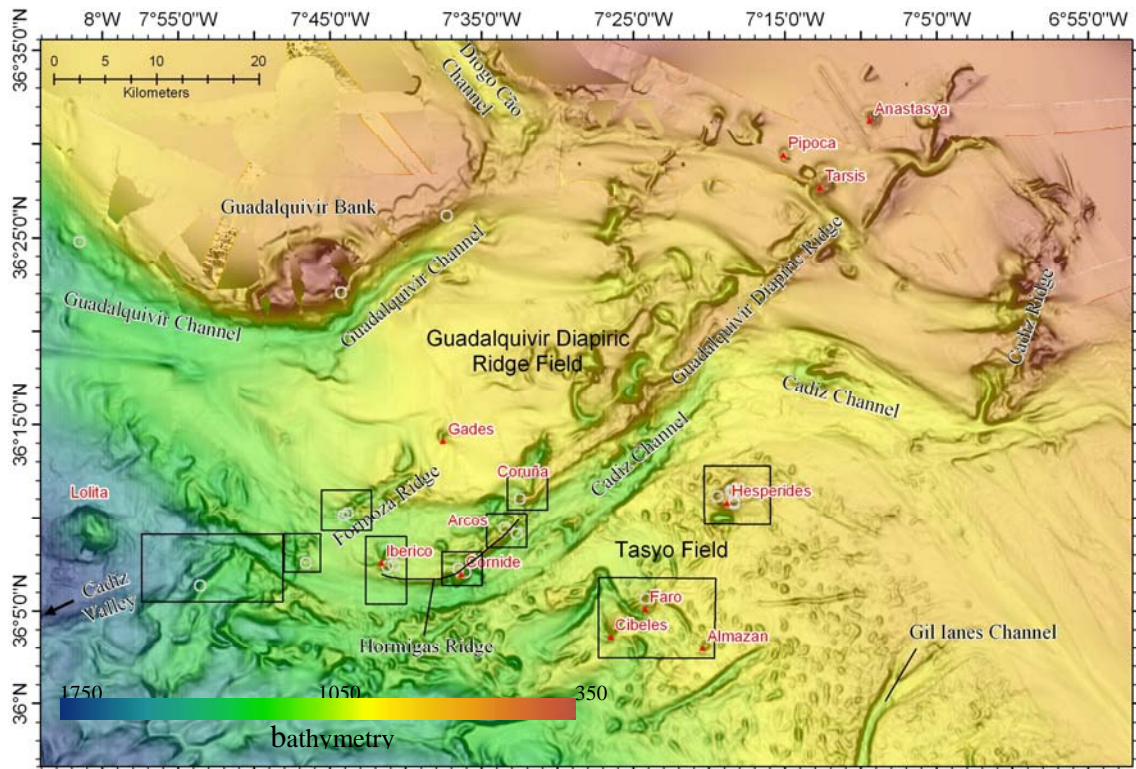 8°W 7°55'0"W 7°45'0"W 7°35'0"W 7°25'0"W 7°15'0"W 7°50'0"W 6°55'0"W
36°35'0"N
0 5 10 20
Kilometers
Diogo Cão
Channel
Anastasya
Pipoca
Tarsis
Guadalquivir Bank
36°25'0"N
Guadalquivir Channel
Guadalquivir Channel
Guadalquivir Diapiric Ridge
Cadiz Ridge
Guadalquivir Diapiric
Ridge Field
Cadiz Channel
36°15'0"N
Gades
Cadiz Channel
Coruña
Lolita
Hesperides
Formoza Ridge
Arcos
Iberico
Cornide
Tasyo Field
Cadiz
Valley
36°5'0"N
Faro
Cibeles
Almazan
Hormigas Ridge
Gil Ianes Channel
36°N
1750 1050 350
bathymetry